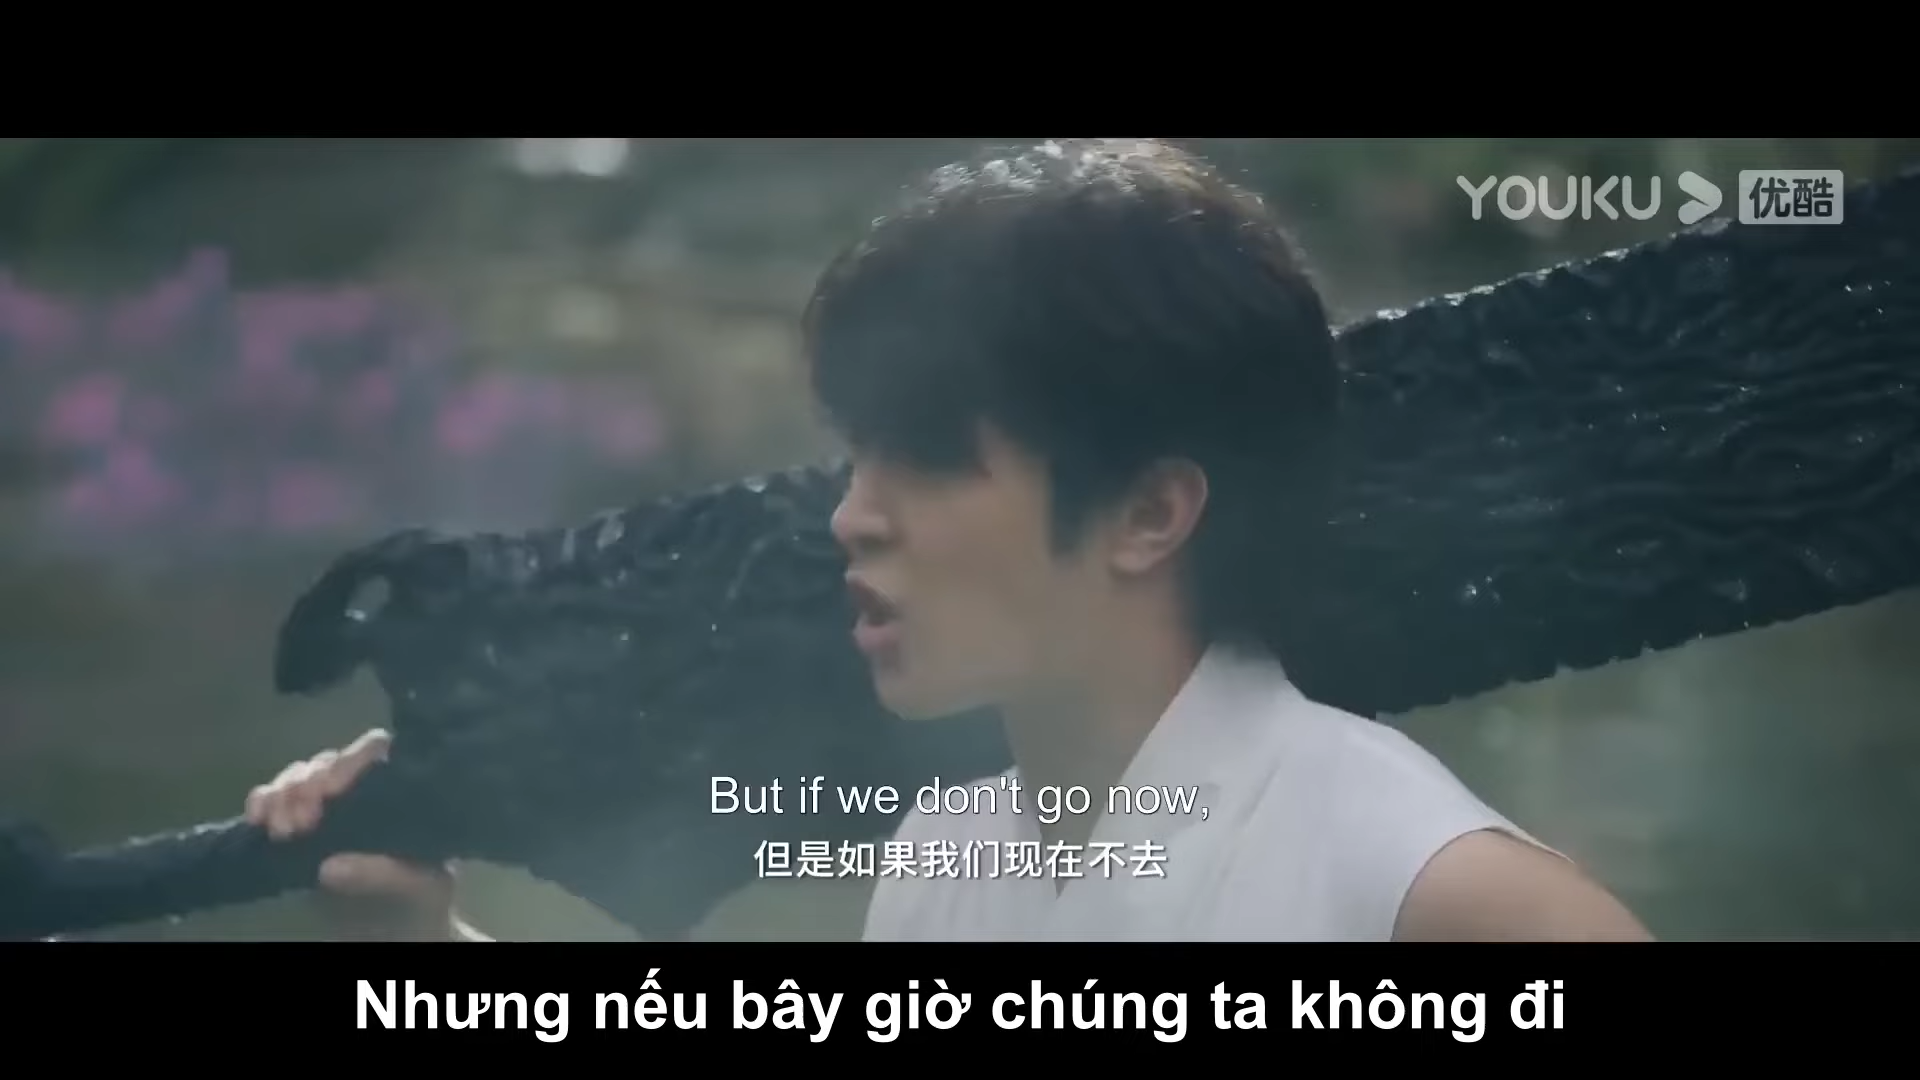 YOUKU 优酷
But if we don't go now,
但是如果我们现在不去
Nhưng nếu bây giờ chúng ta không đi